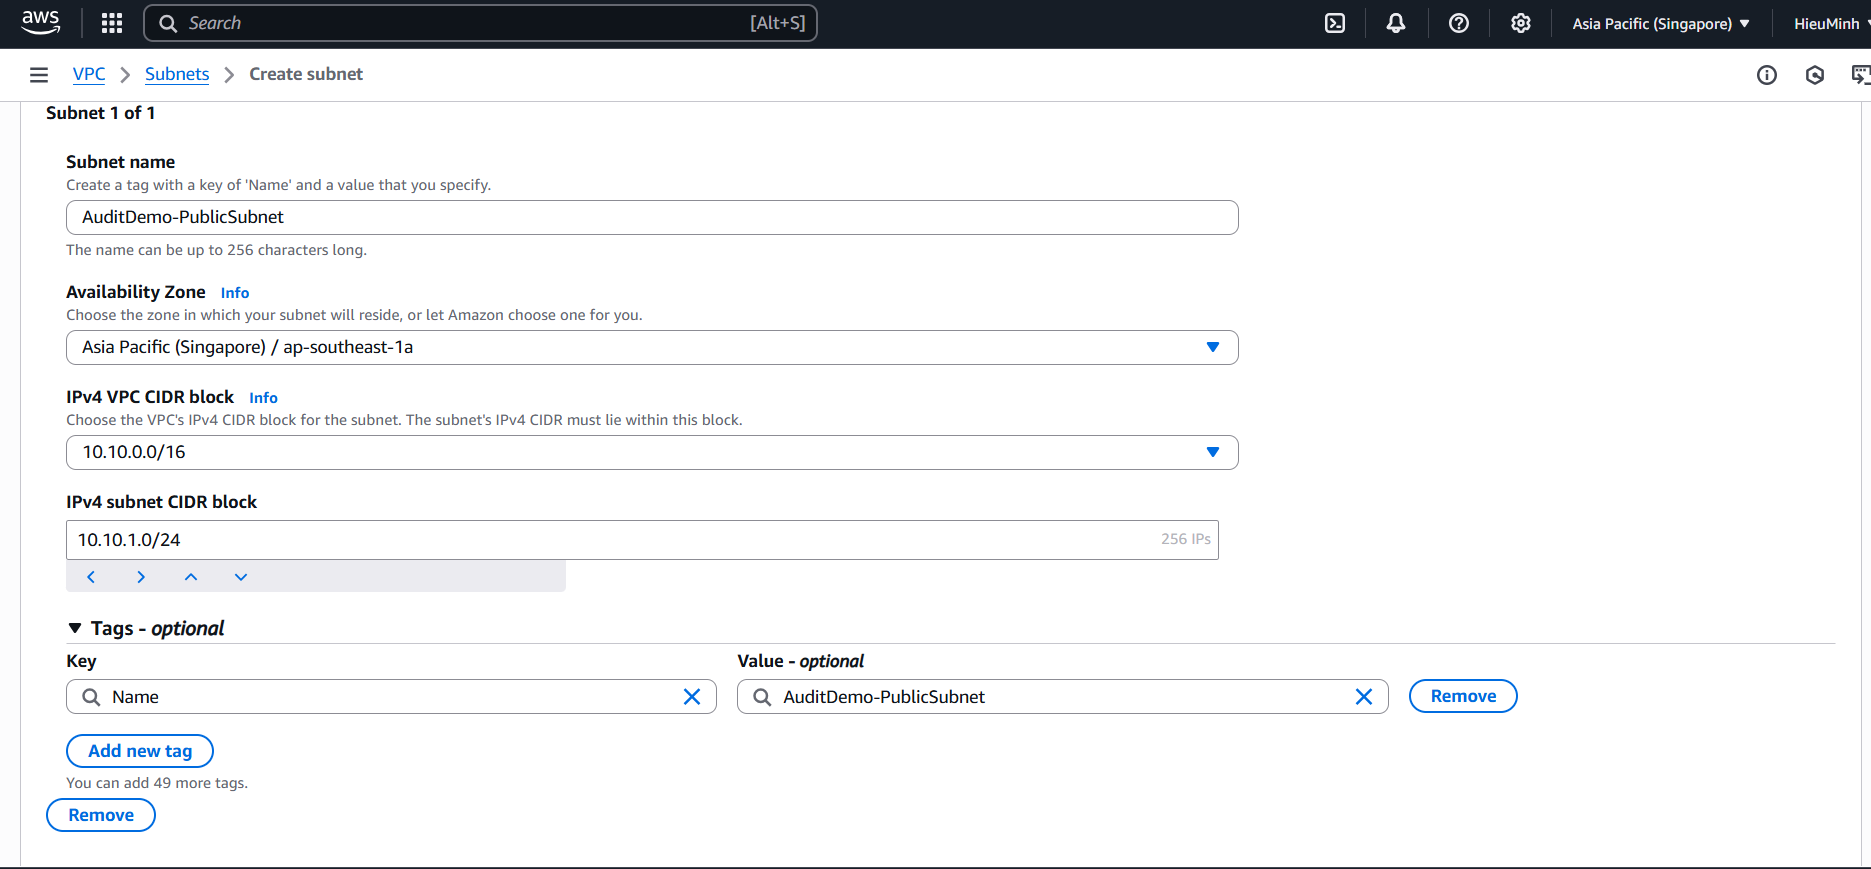 aws
Search [Alt+S]
Asia Pacific (Singapore)
HieuMinh
VPC
Subnets
Create subnet
Subnet 1 of 1
Subnet name
Create a tag with a key of 'Name' and a value that you specify.
AuditDemo-PublicSubnet
The name can be up to 256 characters long.
Availability Zone Info
Choose the zone in which your subnet will reside, or let Amazon choose one for you.
Asia Pacific (Singapore) / ap-southeast-1a
IPv4 VPC CIDR block Info
Choose the VPC's IPv4 CIDR block for the subnet. The subnet's IPv4 CIDR must lie within this block.
10.10.0.0/16
IPv4 subnet CIDR block
10.10.1.0/24 256 IPs
Tags - optional
Key Value - optional
Name AuditDemo-PublicSubnet Remove
Add new tag
You can add 49 more tags.
Remove